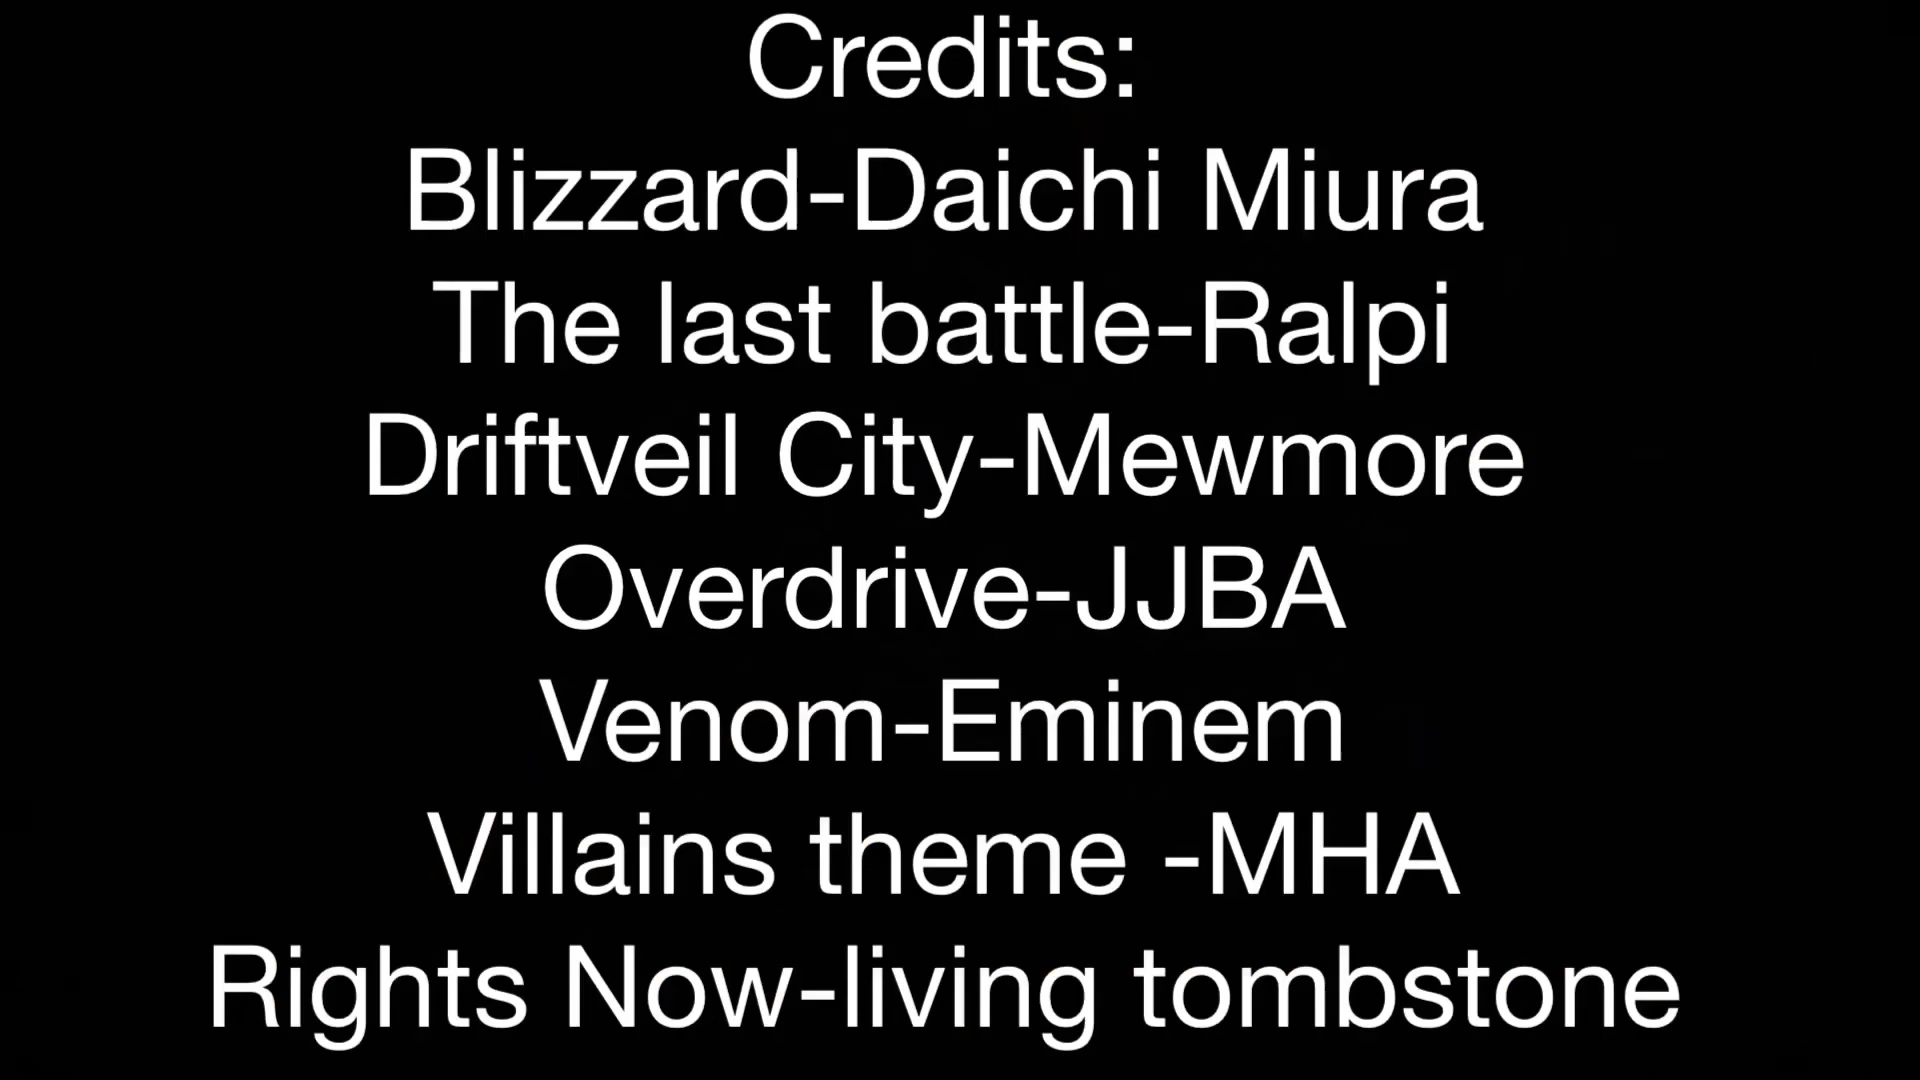 Credits:
Blizzard-Daichi Miura
The last battle-Ralpi
Driftveil City-Mewmore
Overdrive-JJBA
Venom-Eminem
Villains theme -MHA
Rights Now-living tombstone